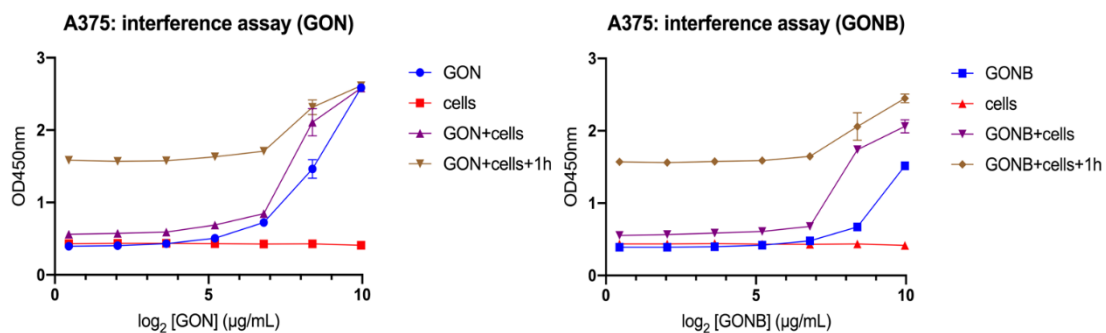 A375: interference assay (GON)
3
2
1
0
OD450nm
0
5
10
log2 [GON] (µg/mL)
GON
cells
GON+cells
GON+cells+1h
A375: interference assay (GONB)
3
2
1
0
OD450nm
0
5
10
log2 [GONB] (µg/mL)
GONB
cells
GONB+cells
GONB+cells+1h